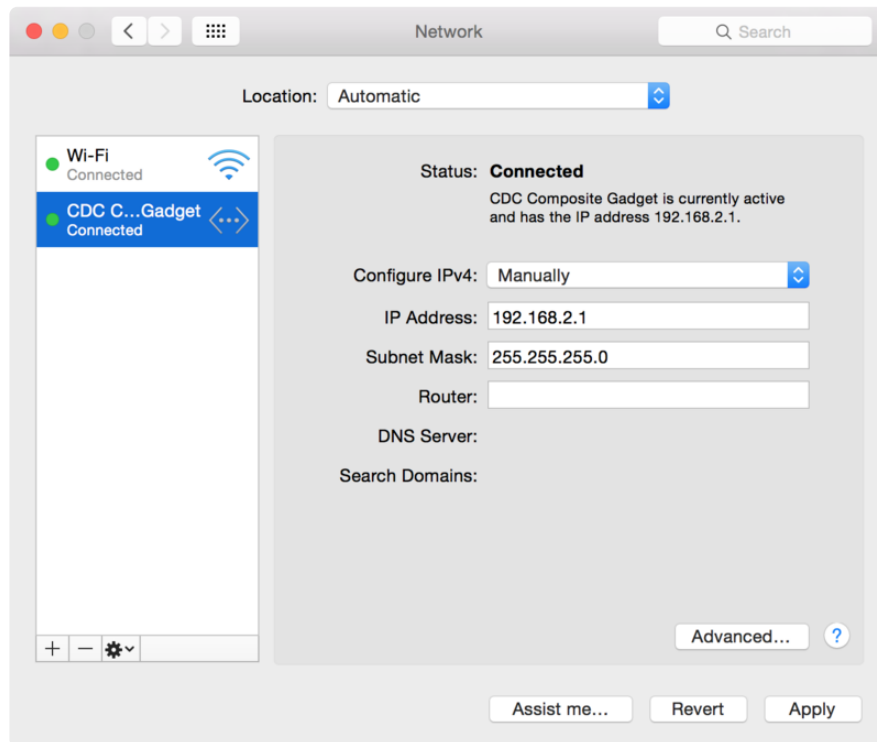 Network
Search
Location: Automatic
Wi-Fi
Connected
CDC C...Gadget
Connected
Status: Connected
CDC Composite Gadget is currently active
and has the IP address 192.168.2.1.
Configure IPv4: Manually
IP Address: 192.168.2.1
Subnet Mask: 255.255.255.0
Router:
DNS Server:
Search Domains:
Advanced...
?
Assist me...
Revert
Apply